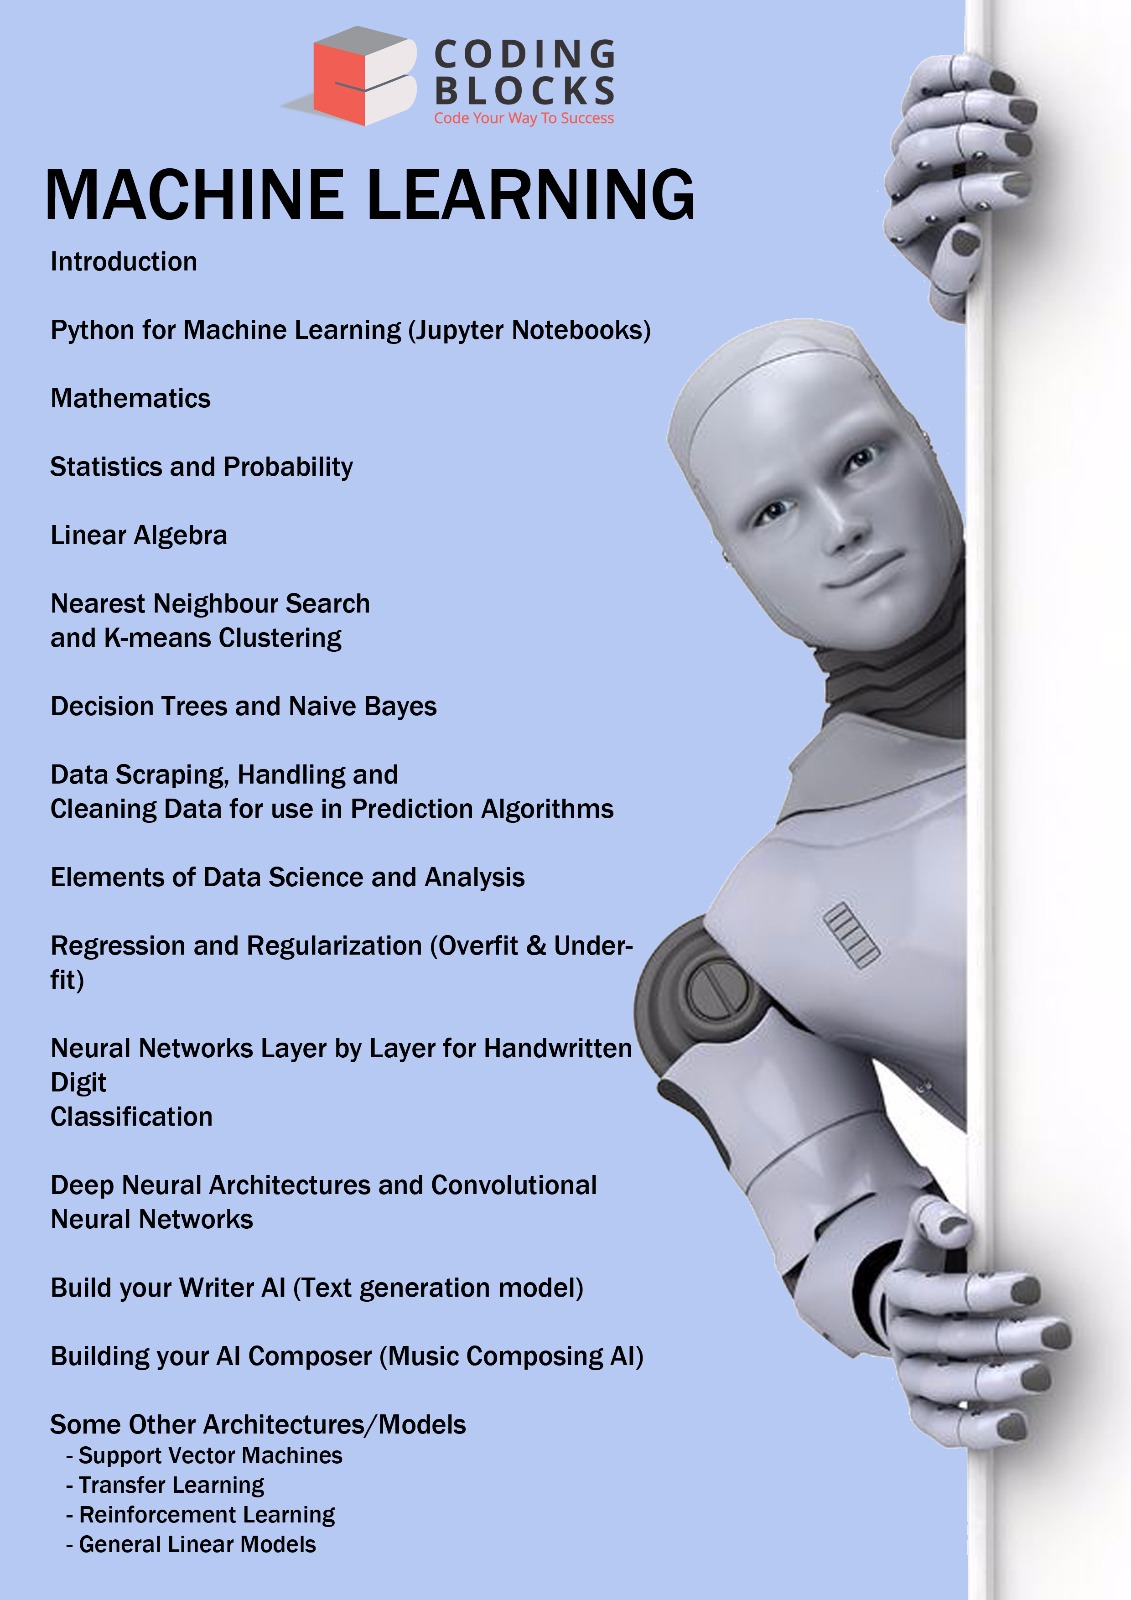 CODING
BLOCKS
Code Your Way To Success
MACHINE LEARNING
Introduction
Python for Machine Learning (Jupyter Notebooks)
Mathematics
Statistics and Probability
Linear Algebra
Nearest Neighbour Search
and K-means Clustering
Decision Trees and Naive Bayes
Data Scraping, Handling and
Cleaning Data for use in Prediction Algorithms
Elements of Data Science and Analysis
Regression and Regularization (Overfit & Under-
fit)
Neural Networks Layer by Layer for Handwritten
Digit
Classification
Deep Neural Architectures and Convolutional
Neural Networks
Build your Writer AI (Text generation model)
Building your AI Composer (Music Composing AI)
Some Other Architectures/Models
- Support Vector Machines
- Transfer Learning
- Reinforcement Learning
- General Linear Models